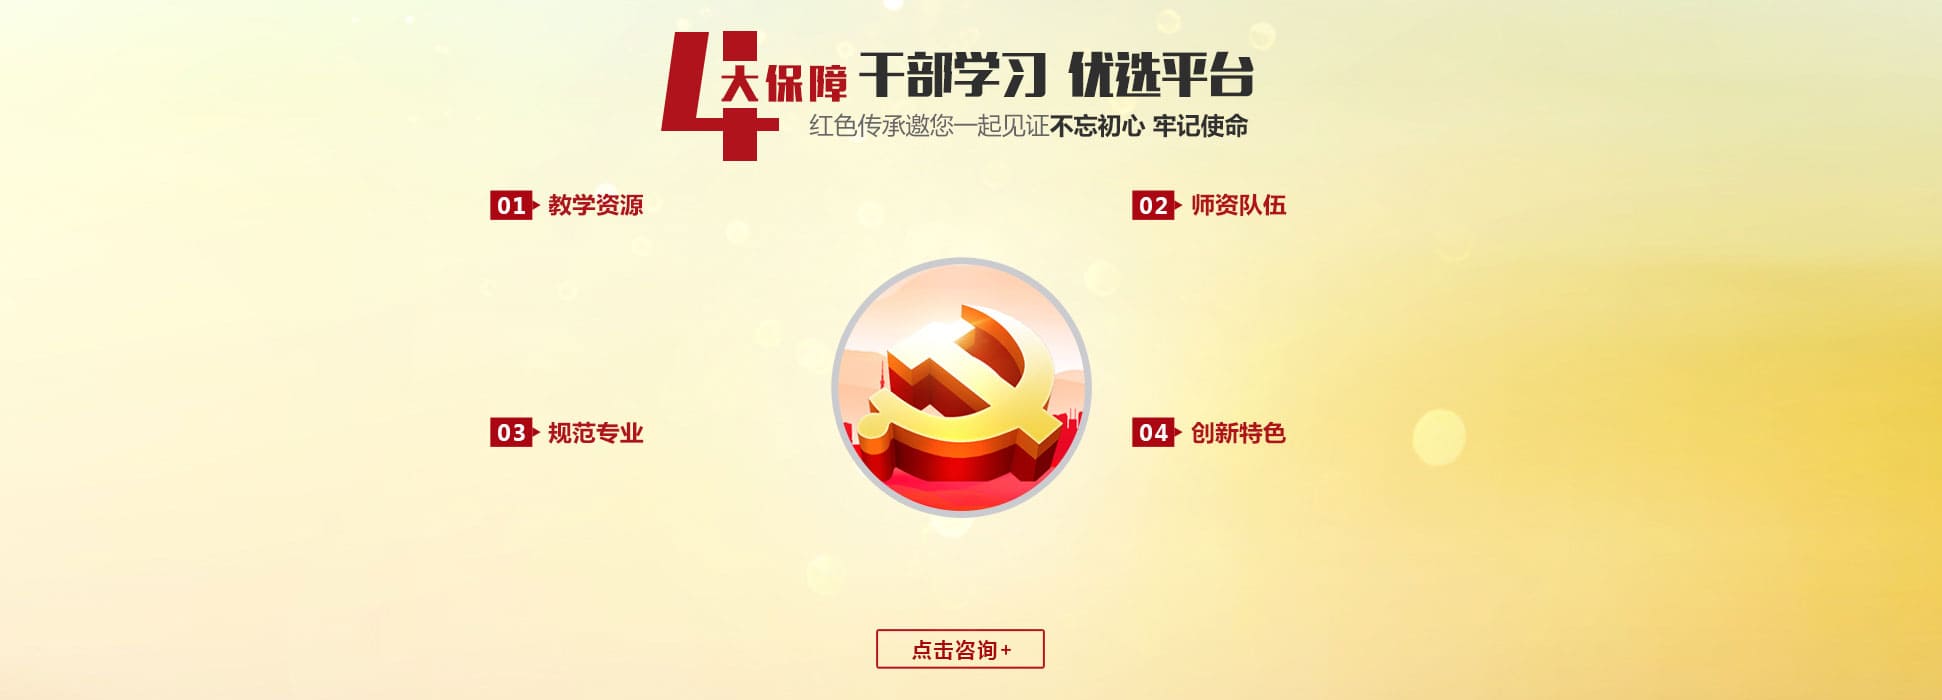 4大保障 干部学习 优选平台
红色传承邀您一起见证不忘初心 牢记使命
01 教学资源
02 师资队伍
03 规范专业
04 创新特色
点击咨询+